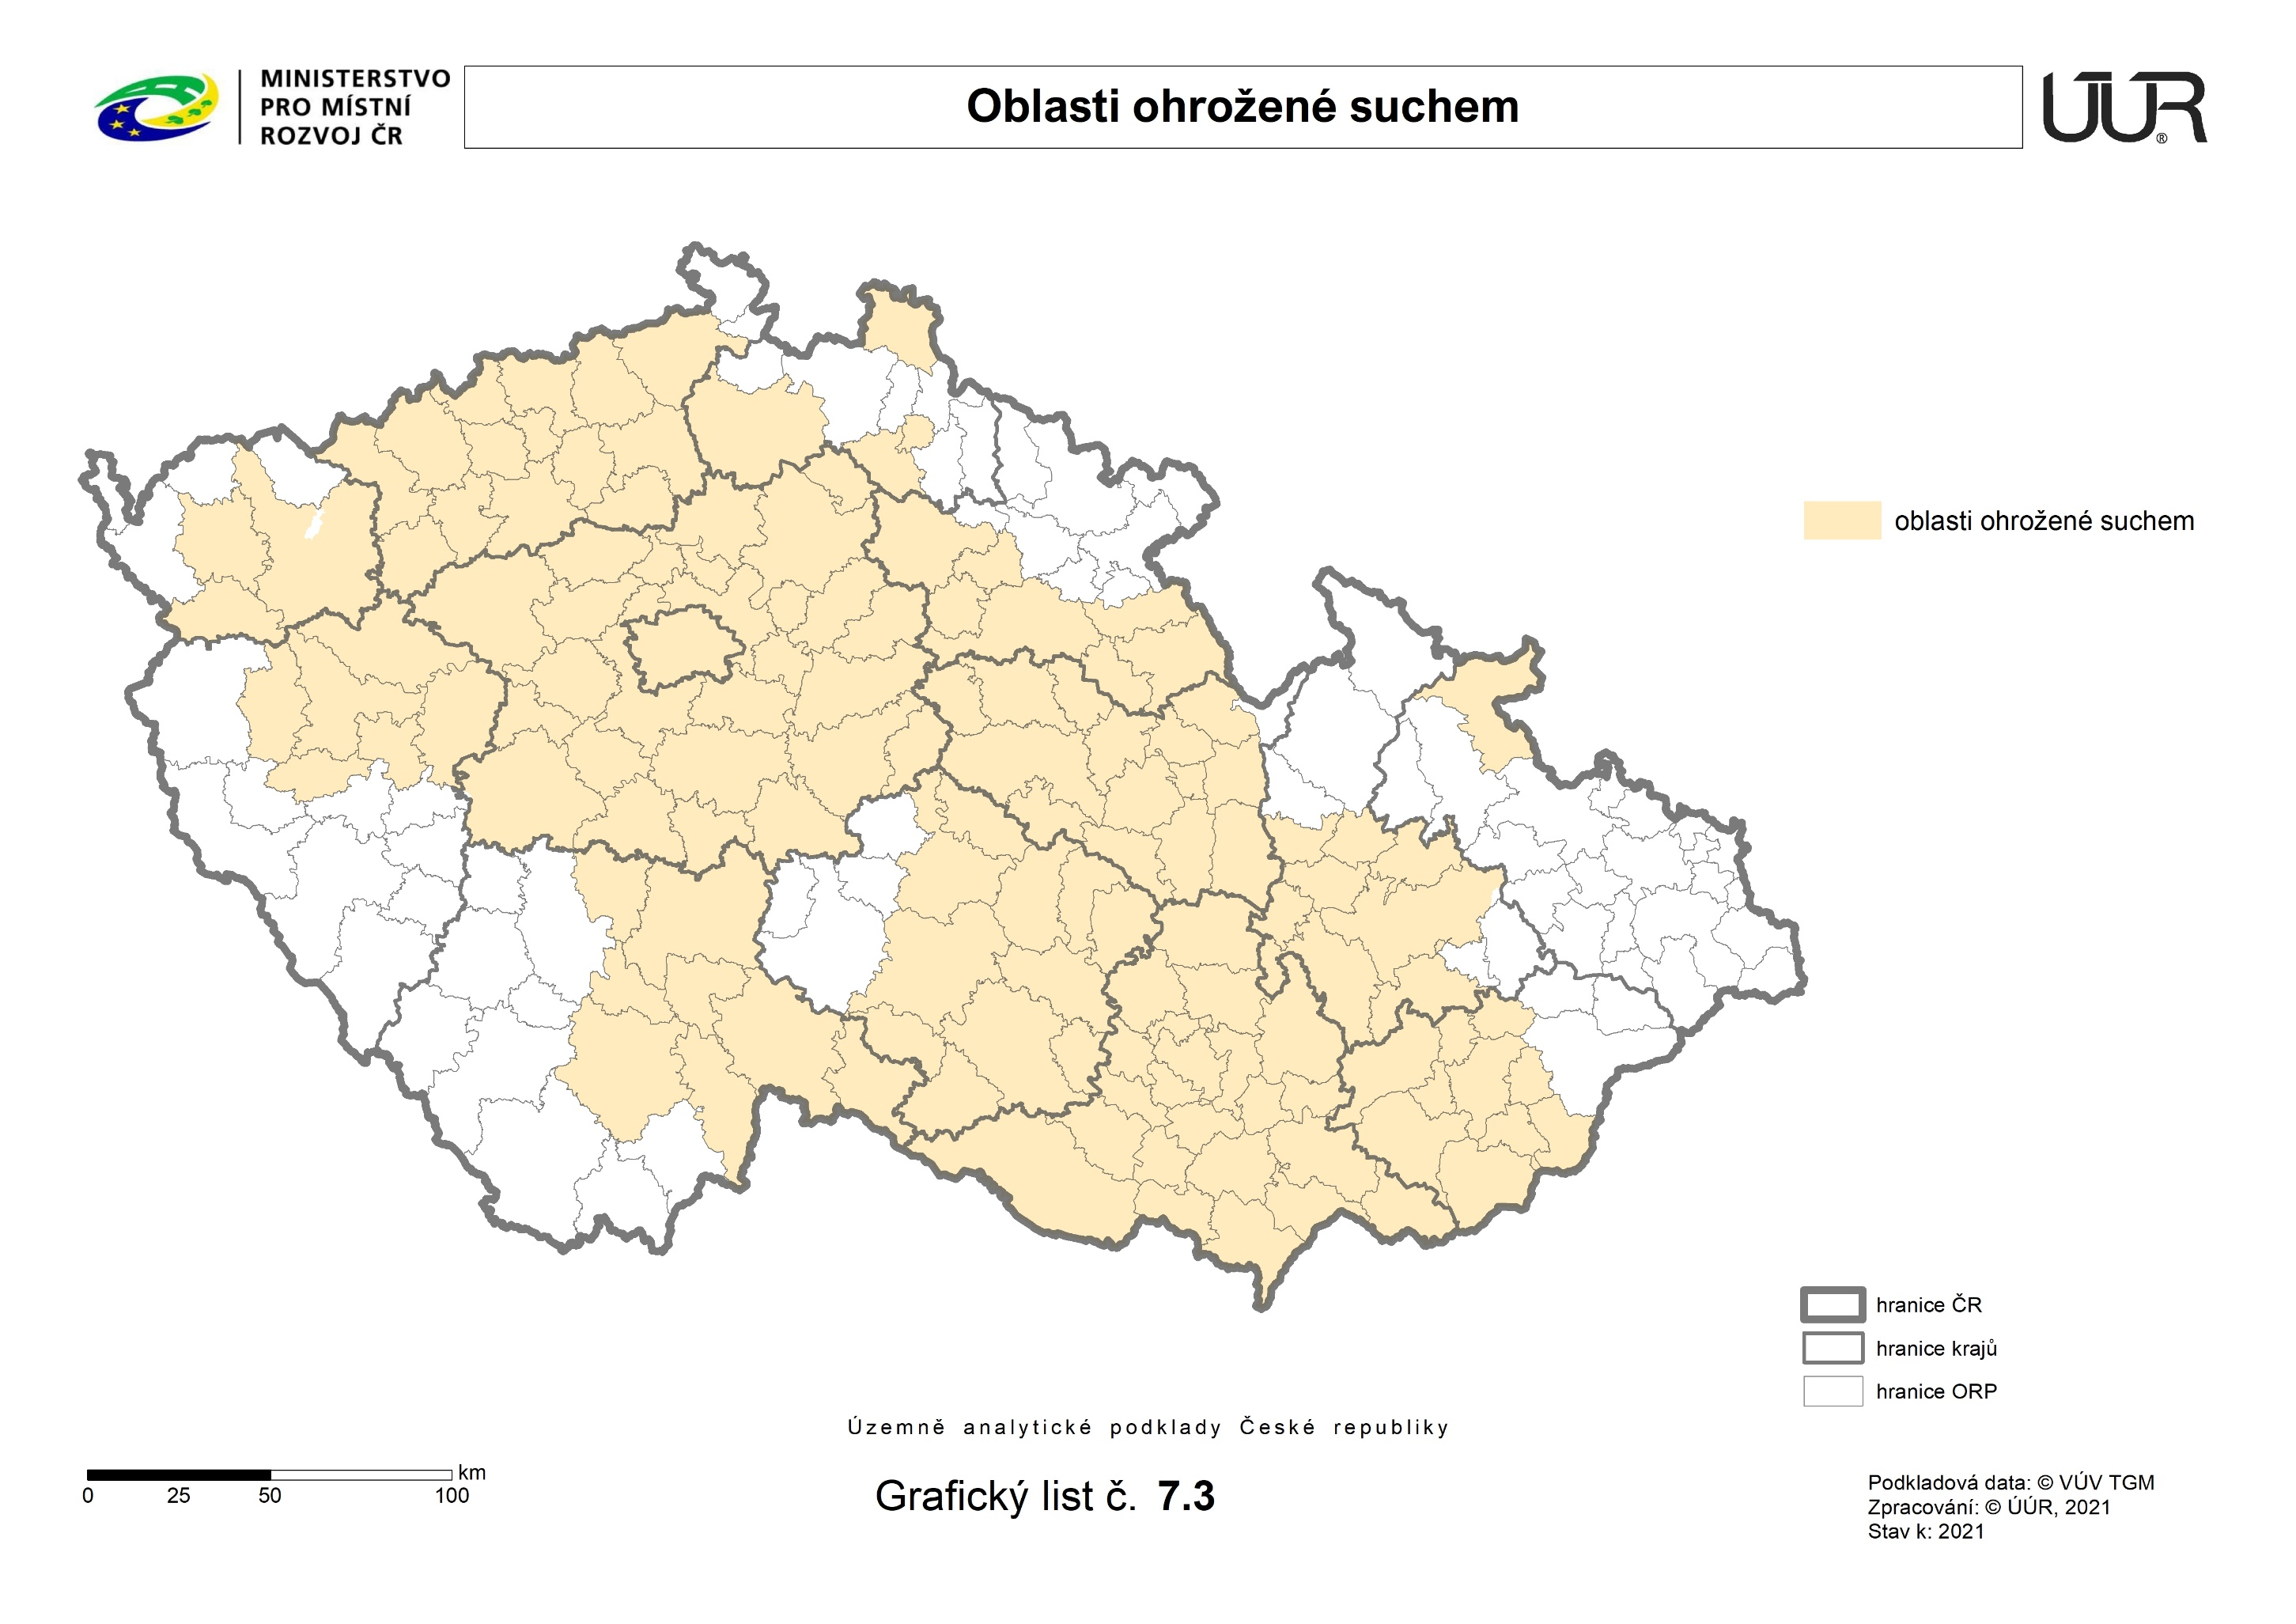 MINISTERSTVO
PRO MÍSTNÍ
ROZVOJ ČR
Oblasti ohrožené suchem
ÚÚR®
oblasti ohrožené suchem
hranice ČR
hranice krajů
hranice ORP
Územně analytické podklady České republiky
km
0 25 50 100
Grafický list č. 7.3
Podkladová data: © VÚV TGM
Zpracování: © ÚÚR, 2021
Stav k: 2021